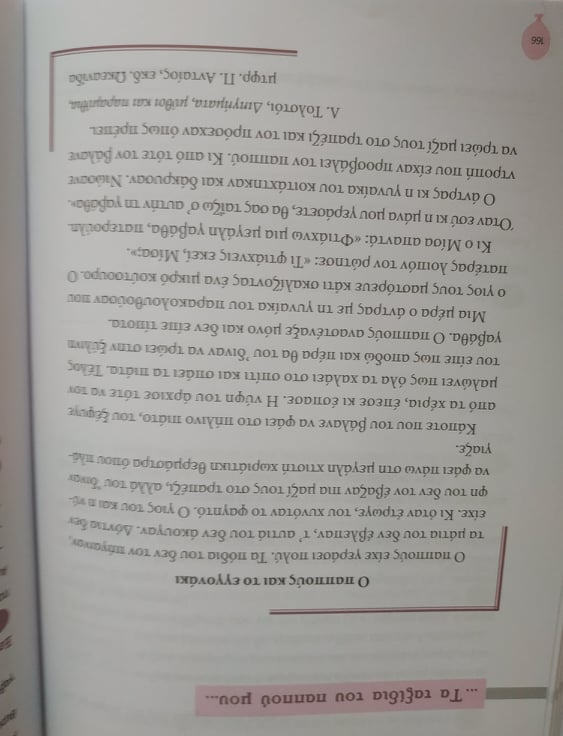 ... Τα ταξίδια του παππού μου...
Ο παππούς και το εγγονάκι
Ο παππούς είχε γεράσει πολύ. Τα πόδια του δεν τον πήγαιναν,
τα μάτια του δεν έβλεπαν, τ' αυτιά του δεν άκουγαν. Δόντια δεν
είχε. Κι όταν έτρωγε, του χυνόταν το φαγητό. Ο γιος του και η νύ-
φη του δεν τον έβαζαν πια μαζί τους στο τραπέζι, αλλά του 'διναν
να φάει πάνω στη μεγάλη χτιστή χωριάτικη θερμάστρα όπου πλά-
γιαζε.
Κάποτε που του βάλανε να φάει στο πήλινο πιάτο, του ξέφυγε
από τα χέρια, έπεσε κι έσπασε. Η νύφη του άρχισε τότε να τον
μαλώνει πως όλα τα χαλάει στο σπίτι και σπάει τα πιάτα. Τέλος
του είπε πως αποδώ και πέρα θα του 'διναν να τρώει στην ξύλινη
γαβάθα. Ο παππούς αναστέναξε μόνο και δεν είπε τίποτα.
Μια μέρα ο άντρας με τη γυναίκα του παρακολουθούσαν που
ο γιος τους μαστόρευε κάτι σκαλίζοντας ένα μικρό κούτσουρο. Ο
πατέρας λοιπόν τον ρώτησε: «Τι φτιάχνεις εκεί, Μίσα;».
Κι ο Μίσα απαντά: «Φτιάχνω μια μεγάλη γαβάθα, πατερούλη.
Όταν εσύ κι η μάνα μου γεράσετε, θα σας ταΐζω σ' αυτήν τη γαβάθα».
Ο άντρας κι η γυναίκα του κοιτάχτηκαν και δάκρυσαν. Νιώσανε
ντροπή που είχαν προσβάλει τον παππού. Κι από τότε τον βάλανε
να τρώει μαζί τους στο τραπέζι και τον πρόσεχαν όπως πρέπει.
Λ. Τολστόι, Διηγήματα, μύθοι και παραμύθια,
μτφρ. Π. Ανταίος, εκδ. Ωκεανίδα
166